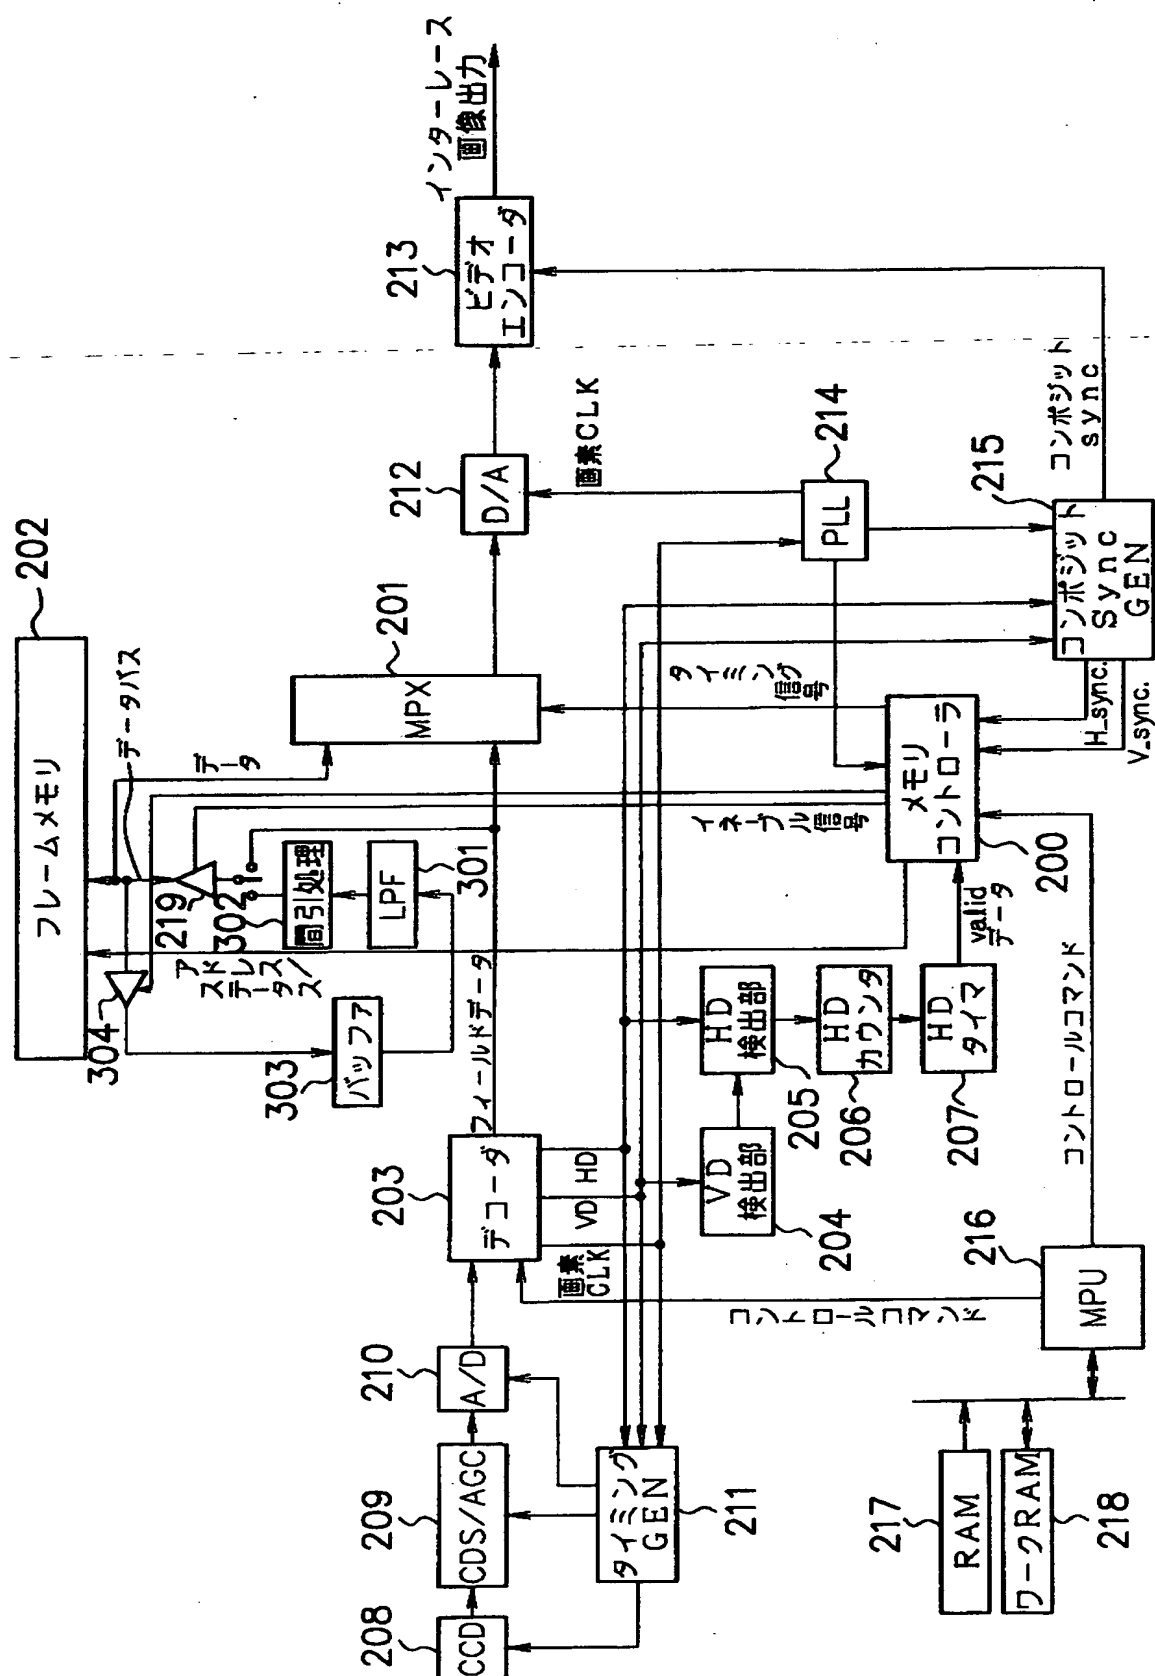 202
フレームメモリ
データバス
データ
304
219
302
間引処理
アドレス/
ステータス
301
LPF
303
バッファ
201
MPX
212
D/A
213
ビデオ
エンコーダ
インターレース
画像出力
208
CCD
209
CDS/AGC
210
A/D
203
デコーダ
フィールドデータ
HD
VD
画素
CLK
タイミング
GEN
211
画素CLK
タイミング
信号
214
PLL
イネーブル信号
VD
検出部
204
HD
検出部
205
HD
カウンタ
206
HD
タイマ
207
valid
データ
メモリ
コントローラ
200
H_sync.
V_sync.
215
コンポジット
Sync
GEN
コンポジット
sync
コントロールコマンド
コントロールコマンド
216
MPU
217
RAM
ワークRAM
218